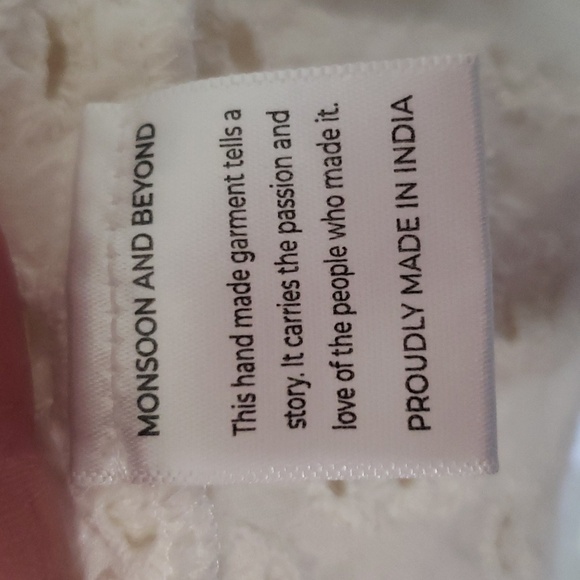 MONSOON AND BEYOND
This hand made garment tells a
story. It carries the passion and
love of the people who made it.
PROUDLY MADE IN INDIA